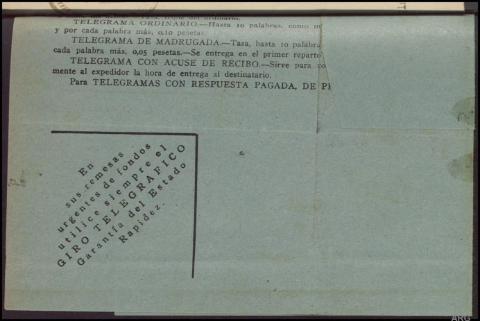 TELEGRAMA ORDINARIO.—Hasta 10 palabras, como m
y por cada palabra más, 0,10 pesetas.
TELEGRAMA DE MADRUGADA.—Tasa, hasta 10 palabra
cada palabra más, 0,05 pesetas.—Se entrega en el primer reparto
TELEGRAMA CON ACUSE DE RECIBO.—Sirve para
mente al expedidor la hora de entrega al destinatario.
Para TELEGRAMAS CON RESPUESTA PAGADA, DE
En
sus remesas
urgentes de fondos
utilice siempre el
GIRO TELEGRAFICO
Garantía del Estado
Rapidez.
ARG